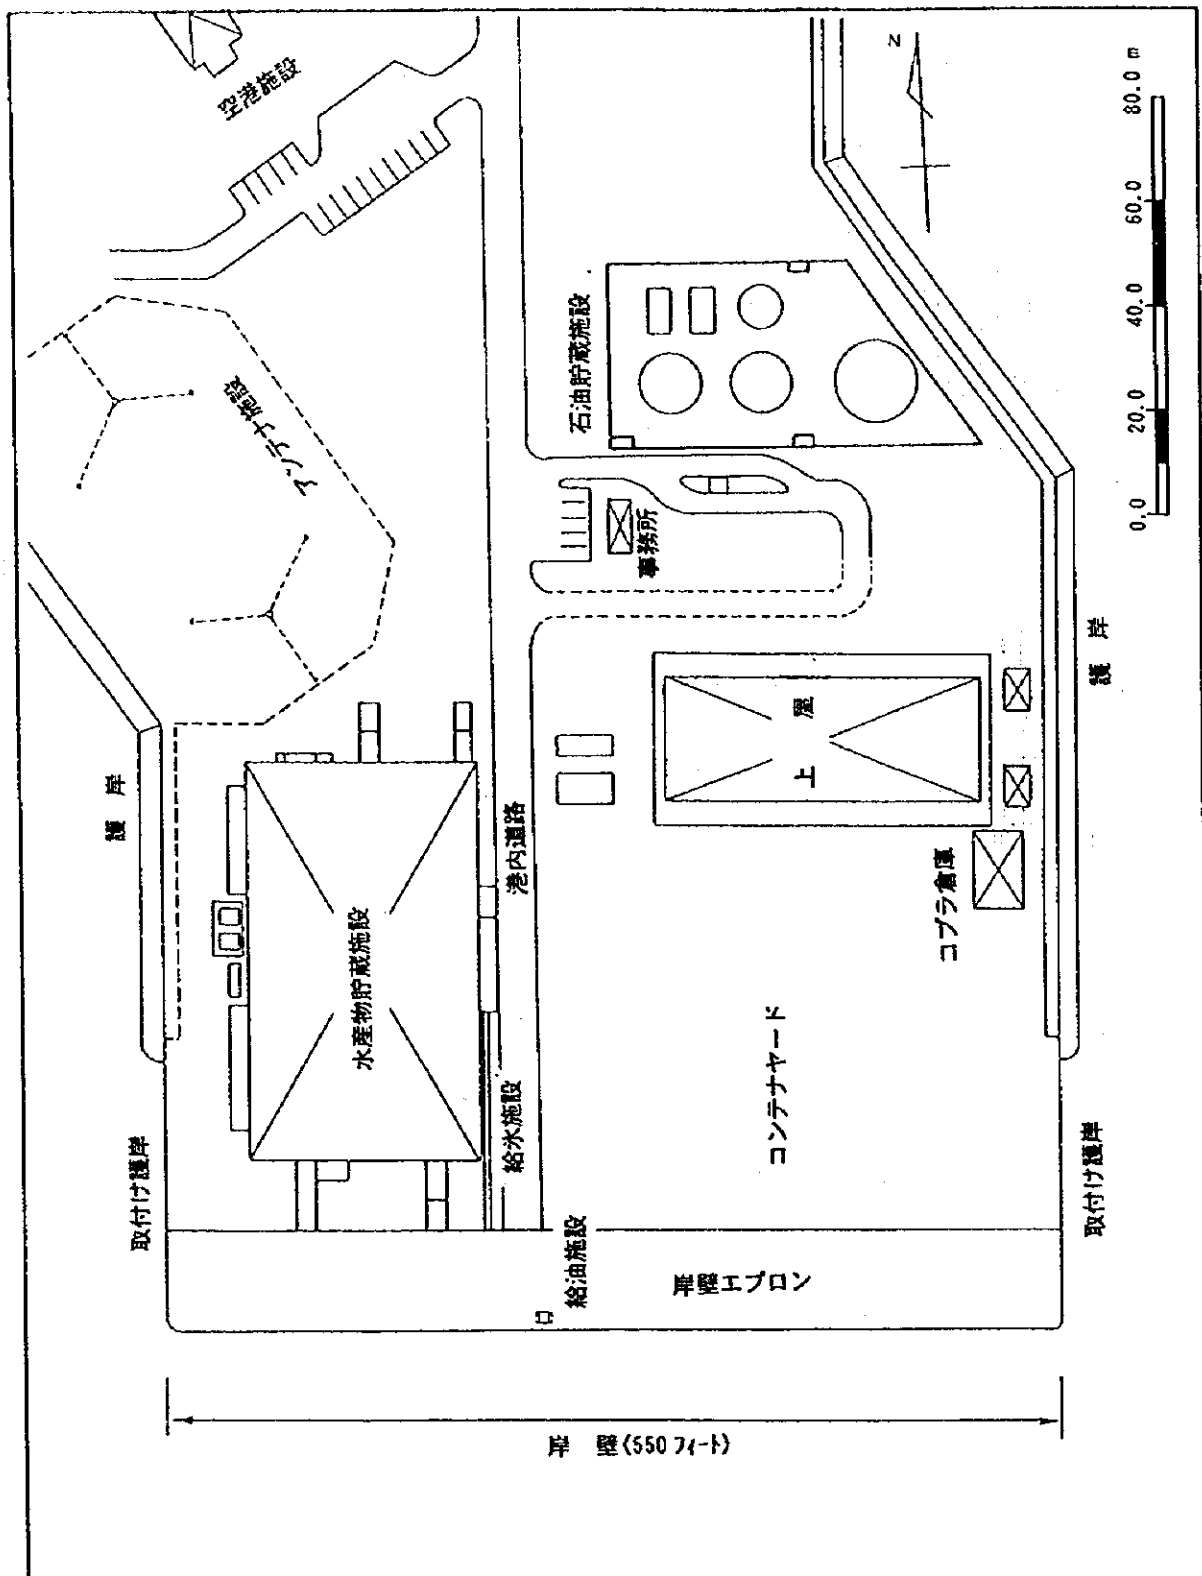 空港施設
N
アンテナ施設
石油貯蔵施設
事務所
護岸
護岸
上屋
港内道路
水産物貯蔵施設
コプラ倉庫
コンテナヤード
給氷施設
取付け護岸
取付け護岸
給油施設
岸壁エプロン
岸壁(550フィート)
0.0 20.0 40.0 60.0 80.0 m